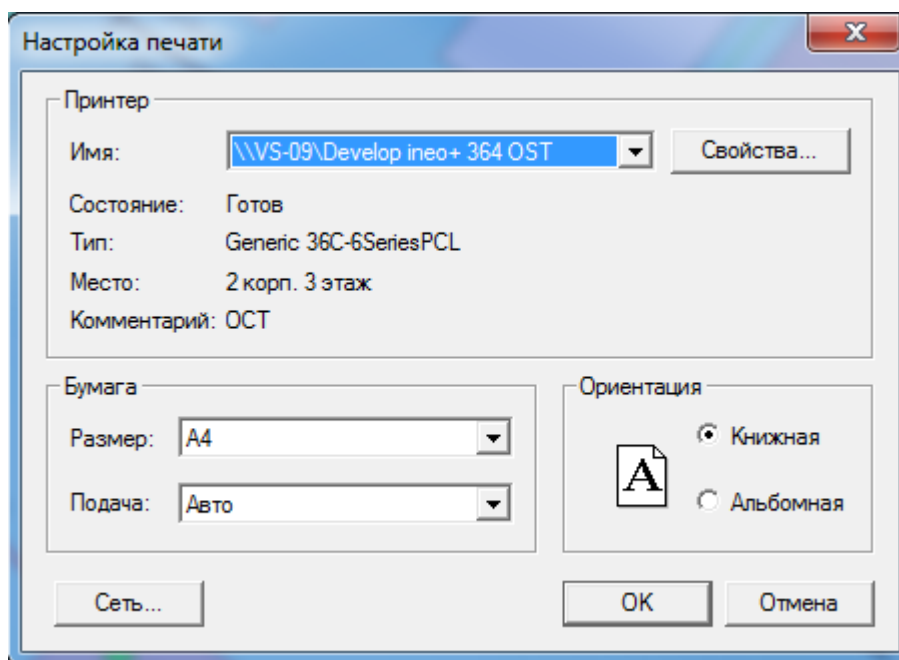 Настройка печати
Принтер
Имя: \\VS-09\Develop ineo+ 364 OST Свойства...
Состояние: Готов
Тип: Generic 36C-6SeriesPCL
Место: 2 корп. 3 этаж
Комментарий: ОСТ
Бумага
Размер: A4
Подача: Авто
Ориентация
A
Книжная
Альбомная
Сеть... OK Отмена